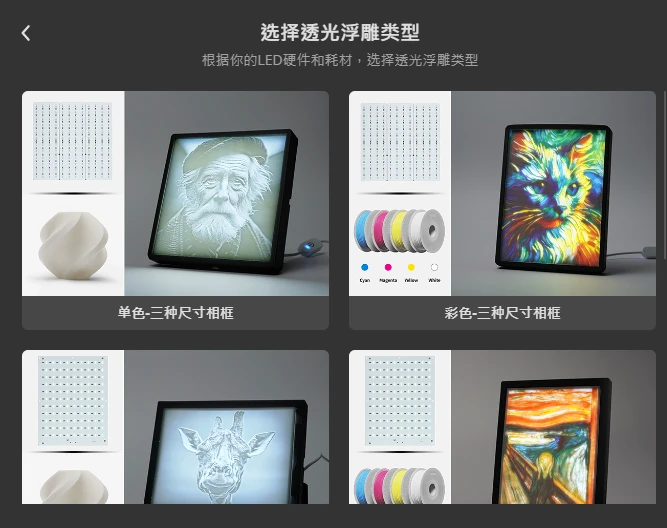 选择透光浮雕类型
根据你的LED硬件和耗材，选择透光浮雕类型
Cyan Magenta Yellow White
单色-三种尺寸相框
彩色-三种尺寸相框